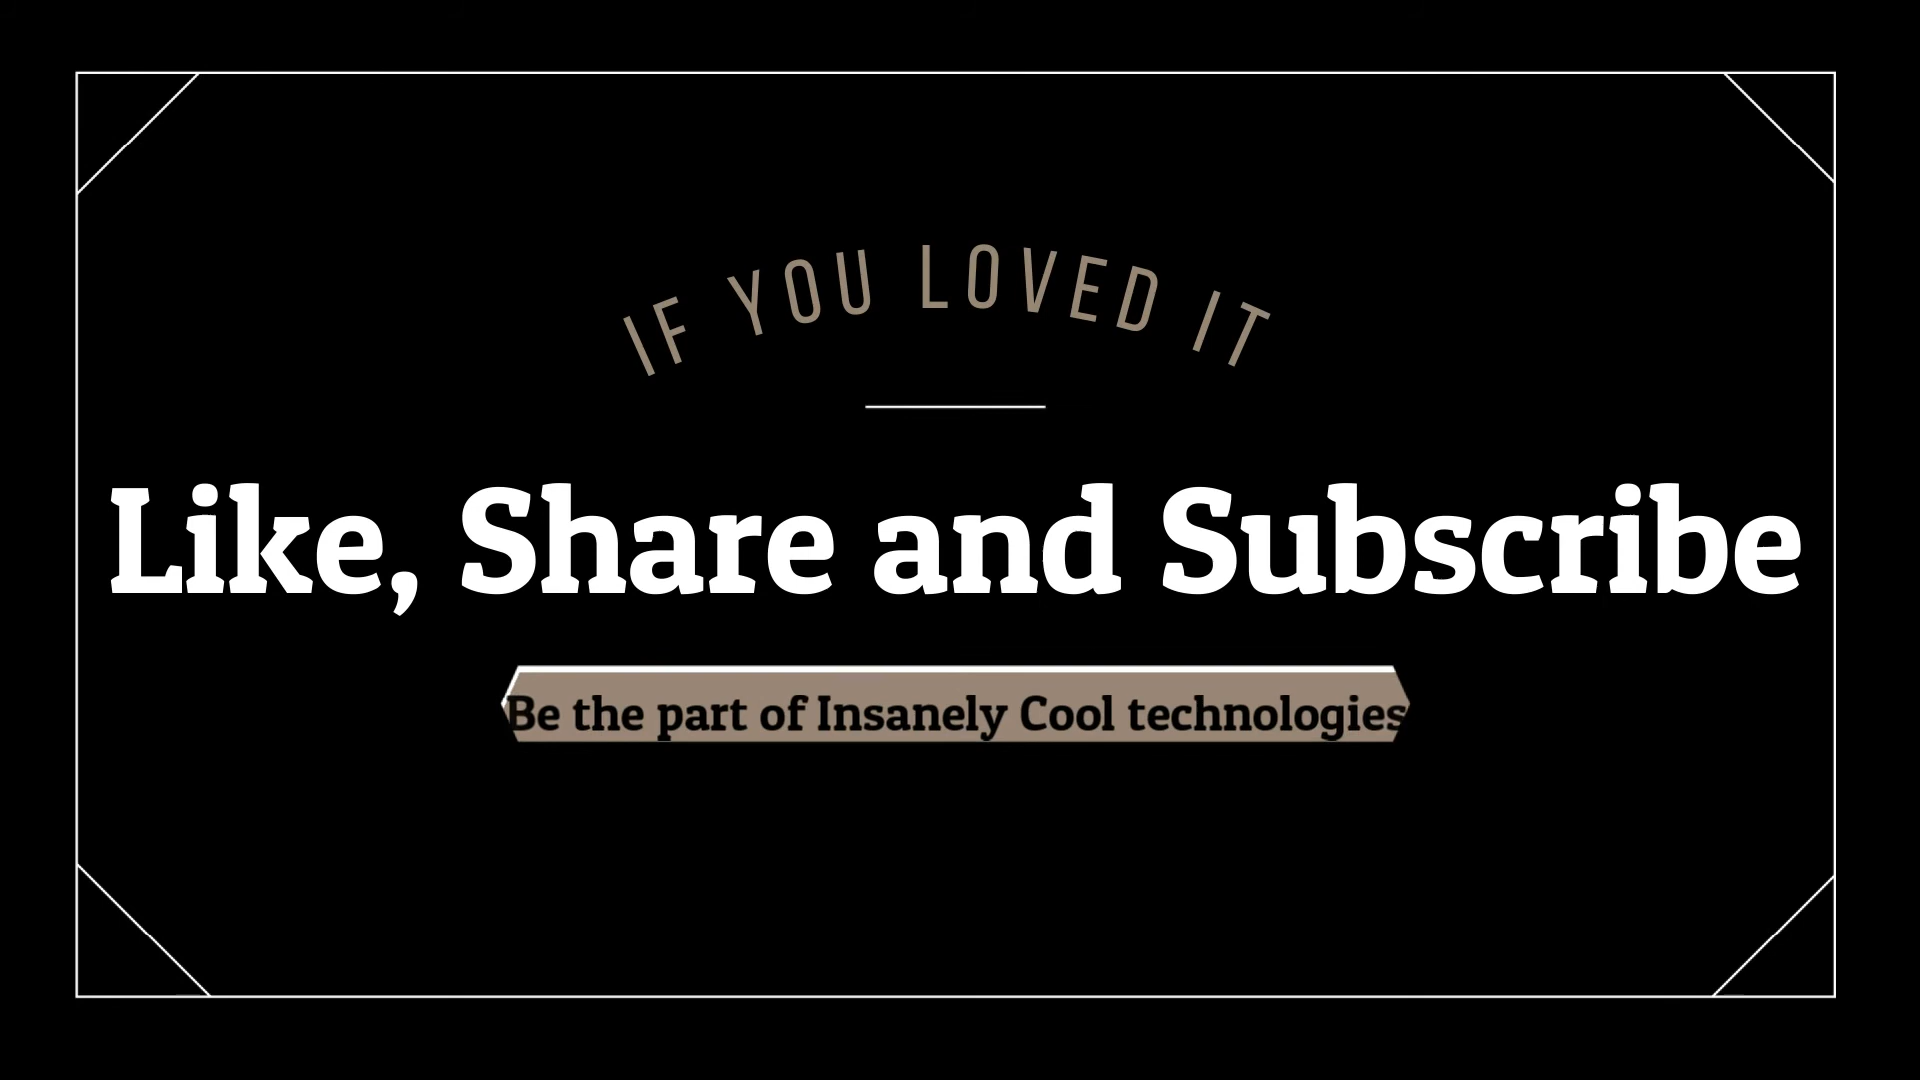 IF YOU LOVED IT
Like, Share and Subscribe
Be the part of Insanely Cool technologies